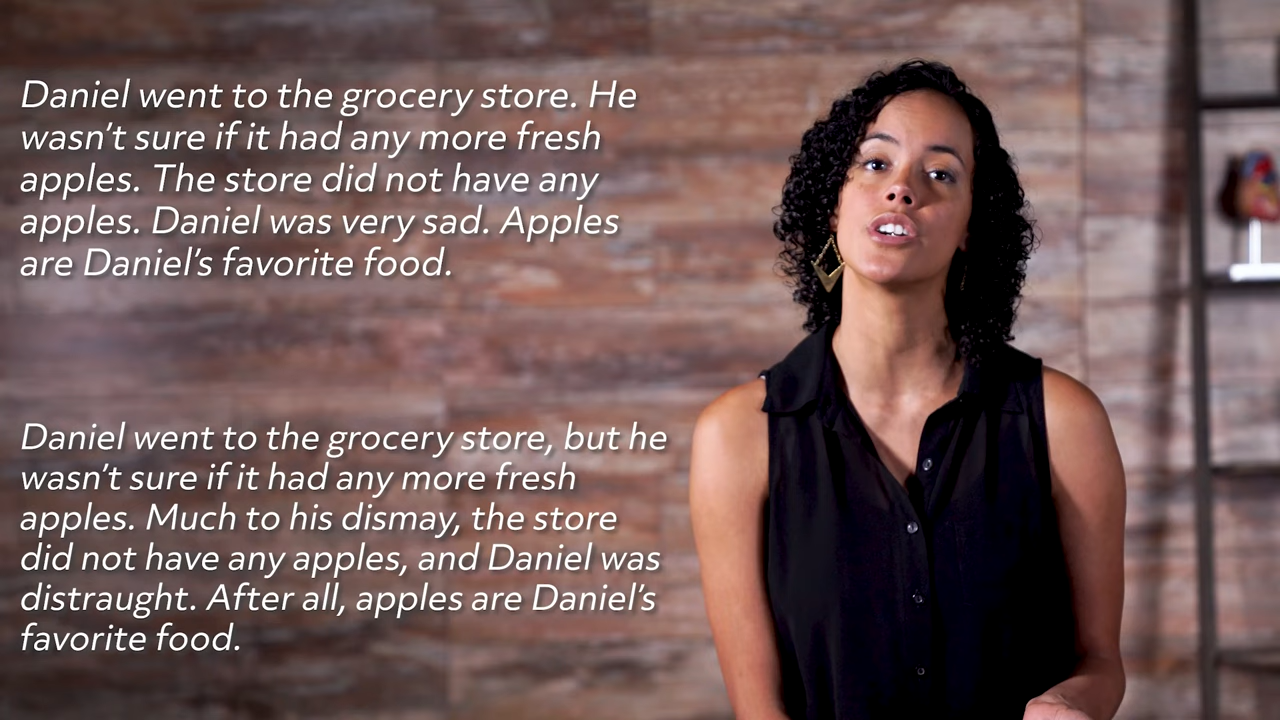 Daniel went to the grocery store. He
wasn't sure if it had any more fresh
apples. The store did not have any
apples. Daniel was very sad. Apples
are Daniel's favorite food.
Daniel went to the grocery store, but he
wasn't sure if it had any more fresh
apples. Much to his dismay, the store
did not have any apples, and Daniel was
distraught. After all, apples are Daniel's
favorite food.